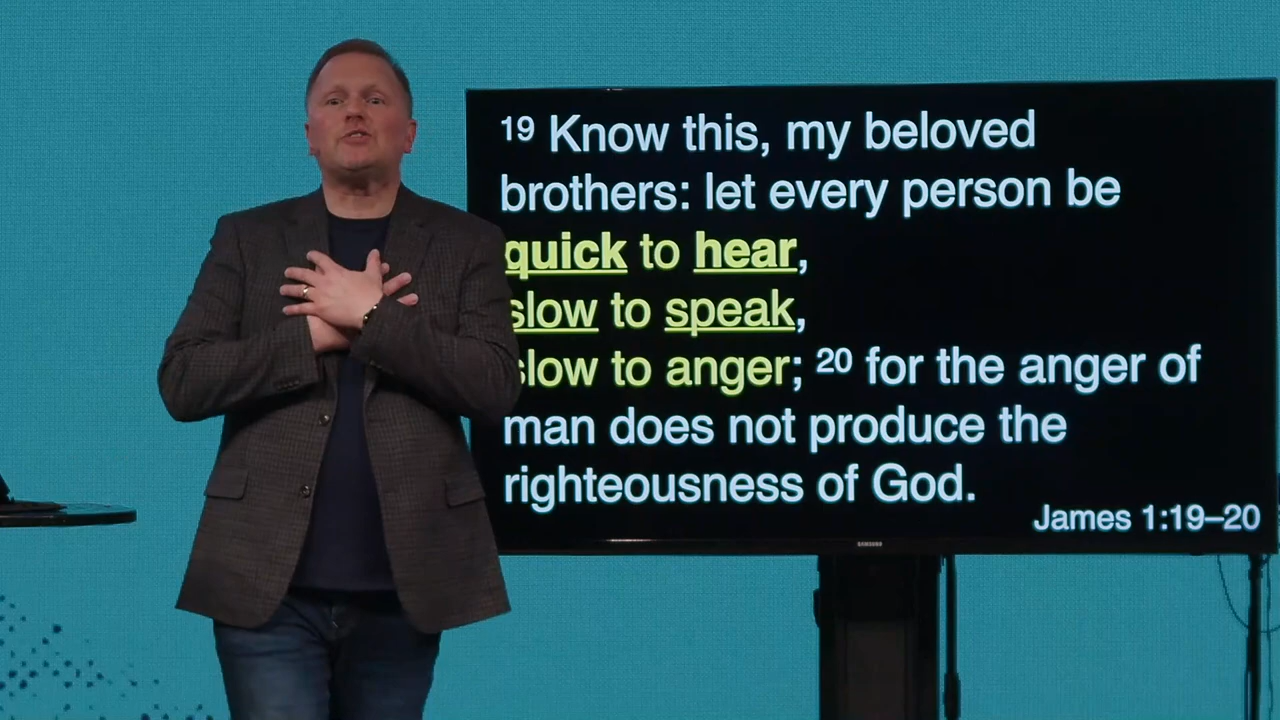 19 Know this, my beloved
brothers: let every person be
quick to hear,
slow to speak,
slow to anger; 20 for the anger of
man does not produce the
righteousness of God.
James 1:19–20
SAMSUNG